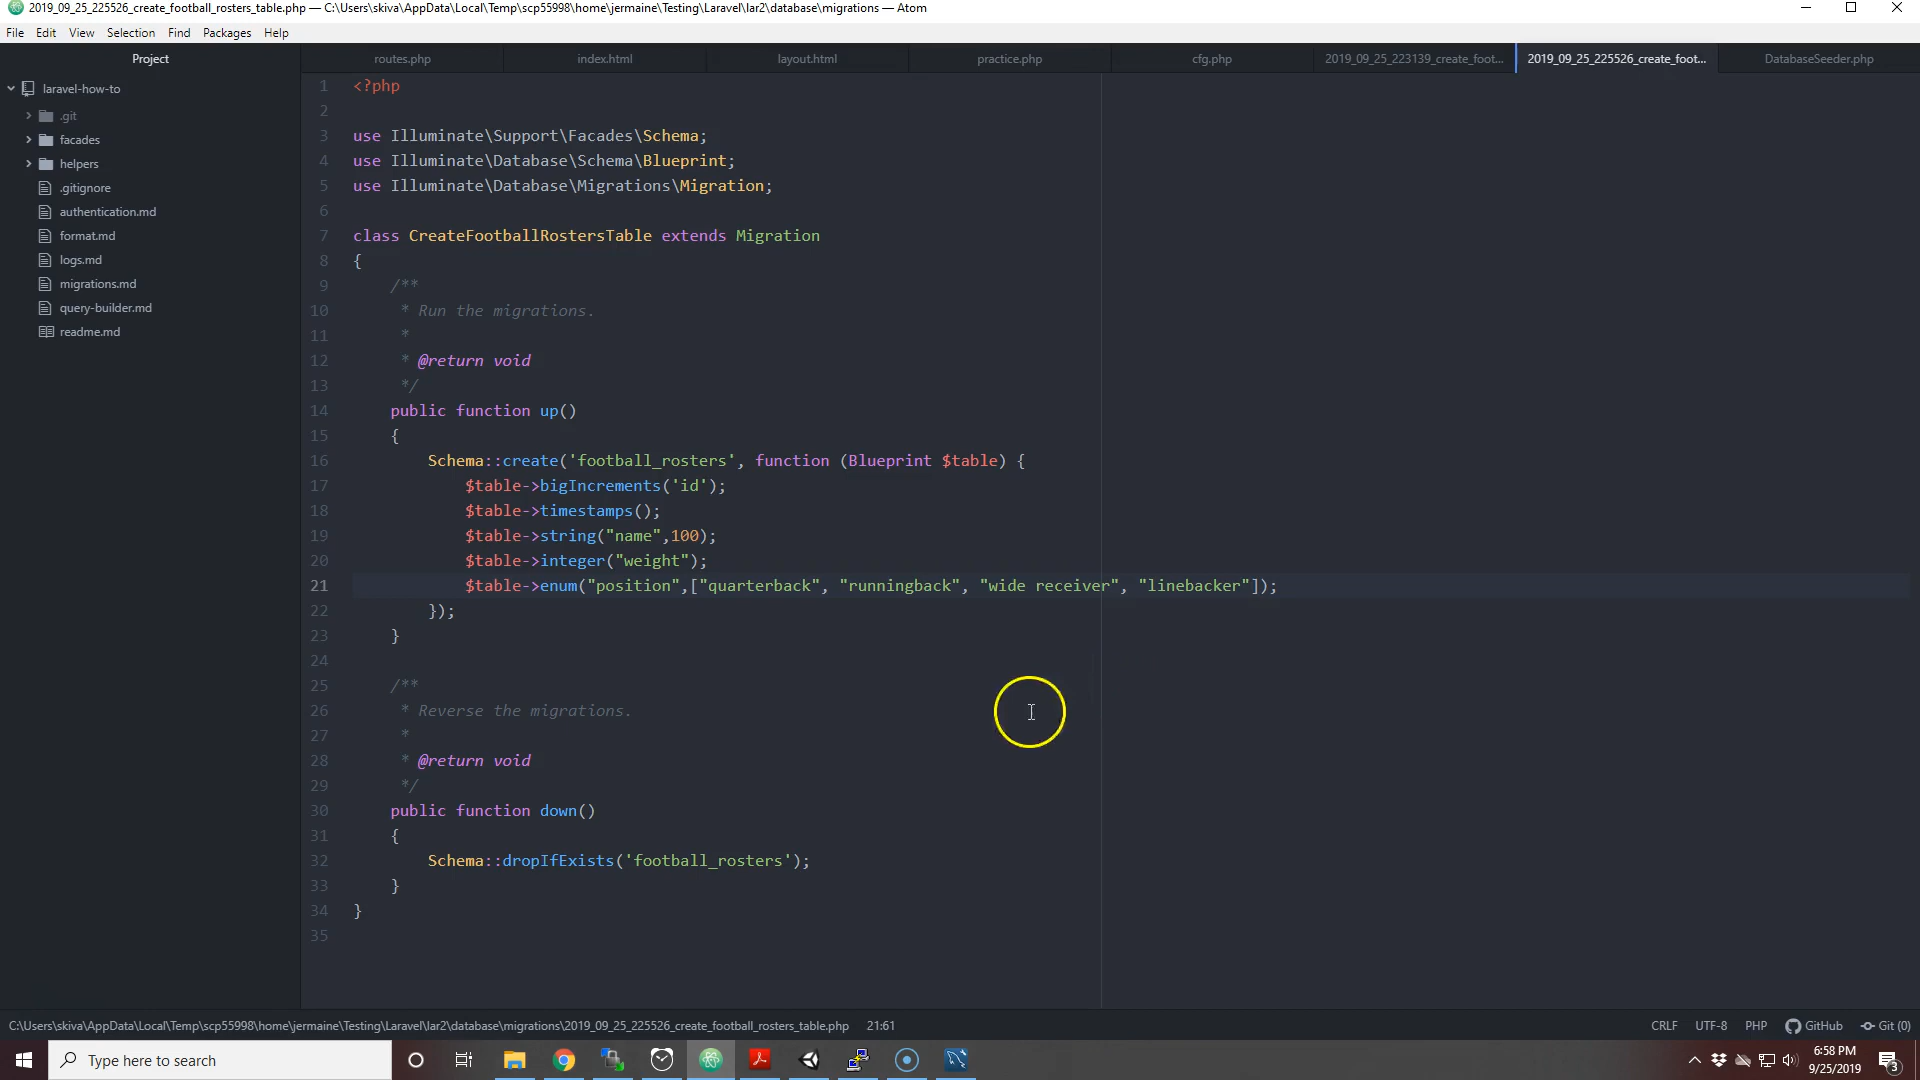 2019_09_25_225526_create_football_rosters_table.php — C:\Users\skiva\AppData\Local\Temp\scp55998\home\jermaine\Testing\Laravel\lar2\database\migrations — Atom
File Edit View Selection Find Packages Help
Project
laravel-how-to
.git
facades
helpers
.gitignore
authentication.md
format.md
logs.md
migrations.md
query-builder.md
readme.md
routes.php index.html layout.html practice.php cfg.php 2019_09_25_223139_create_foot... 2019_09_25_225526_create_foot... DatabaseSeeder.php
1 <?php
2
3 use Illuminate\Support\Facades\Schema;
4 use Illuminate\Database\Schema\Blueprint;
5 use Illuminate\Database\Migrations\Migration;
6
7 class CreateFootballRostersTable extends Migration
8 {
9 /**
10 * Run the migrations.
11 *
12 * @return void
13 */
14 public function up()
15 {
16 Schema::create('football_rosters', function (Blueprint $table) {
17 $table->bigIncrements('id');
18 $table->timestamps();
19 $table->string("name",100);
20 $table->integer("weight");
21 $table->enum("position",["quarterback", "runningback", "wide receiver", "linebacker"]);
22 });
23 }
24
25 /**
26 * Reverse the migrations.
27 *
28 * @return void
29 */
30 public function down()
31 {
32 Schema::dropIfExists('football_rosters');
33 }
34 }
35
C:\Users\skiva\AppData\Local\Temp\scp55998\home\jermaine\Testing\Laravel\lar2\database\migrations\2019_09_25_225526_create_football_rosters_table.php 21:61
CRLF UTF-8 PHP GitHub Git (0)
Type here to search
6:58 PM
9/25/2019
3